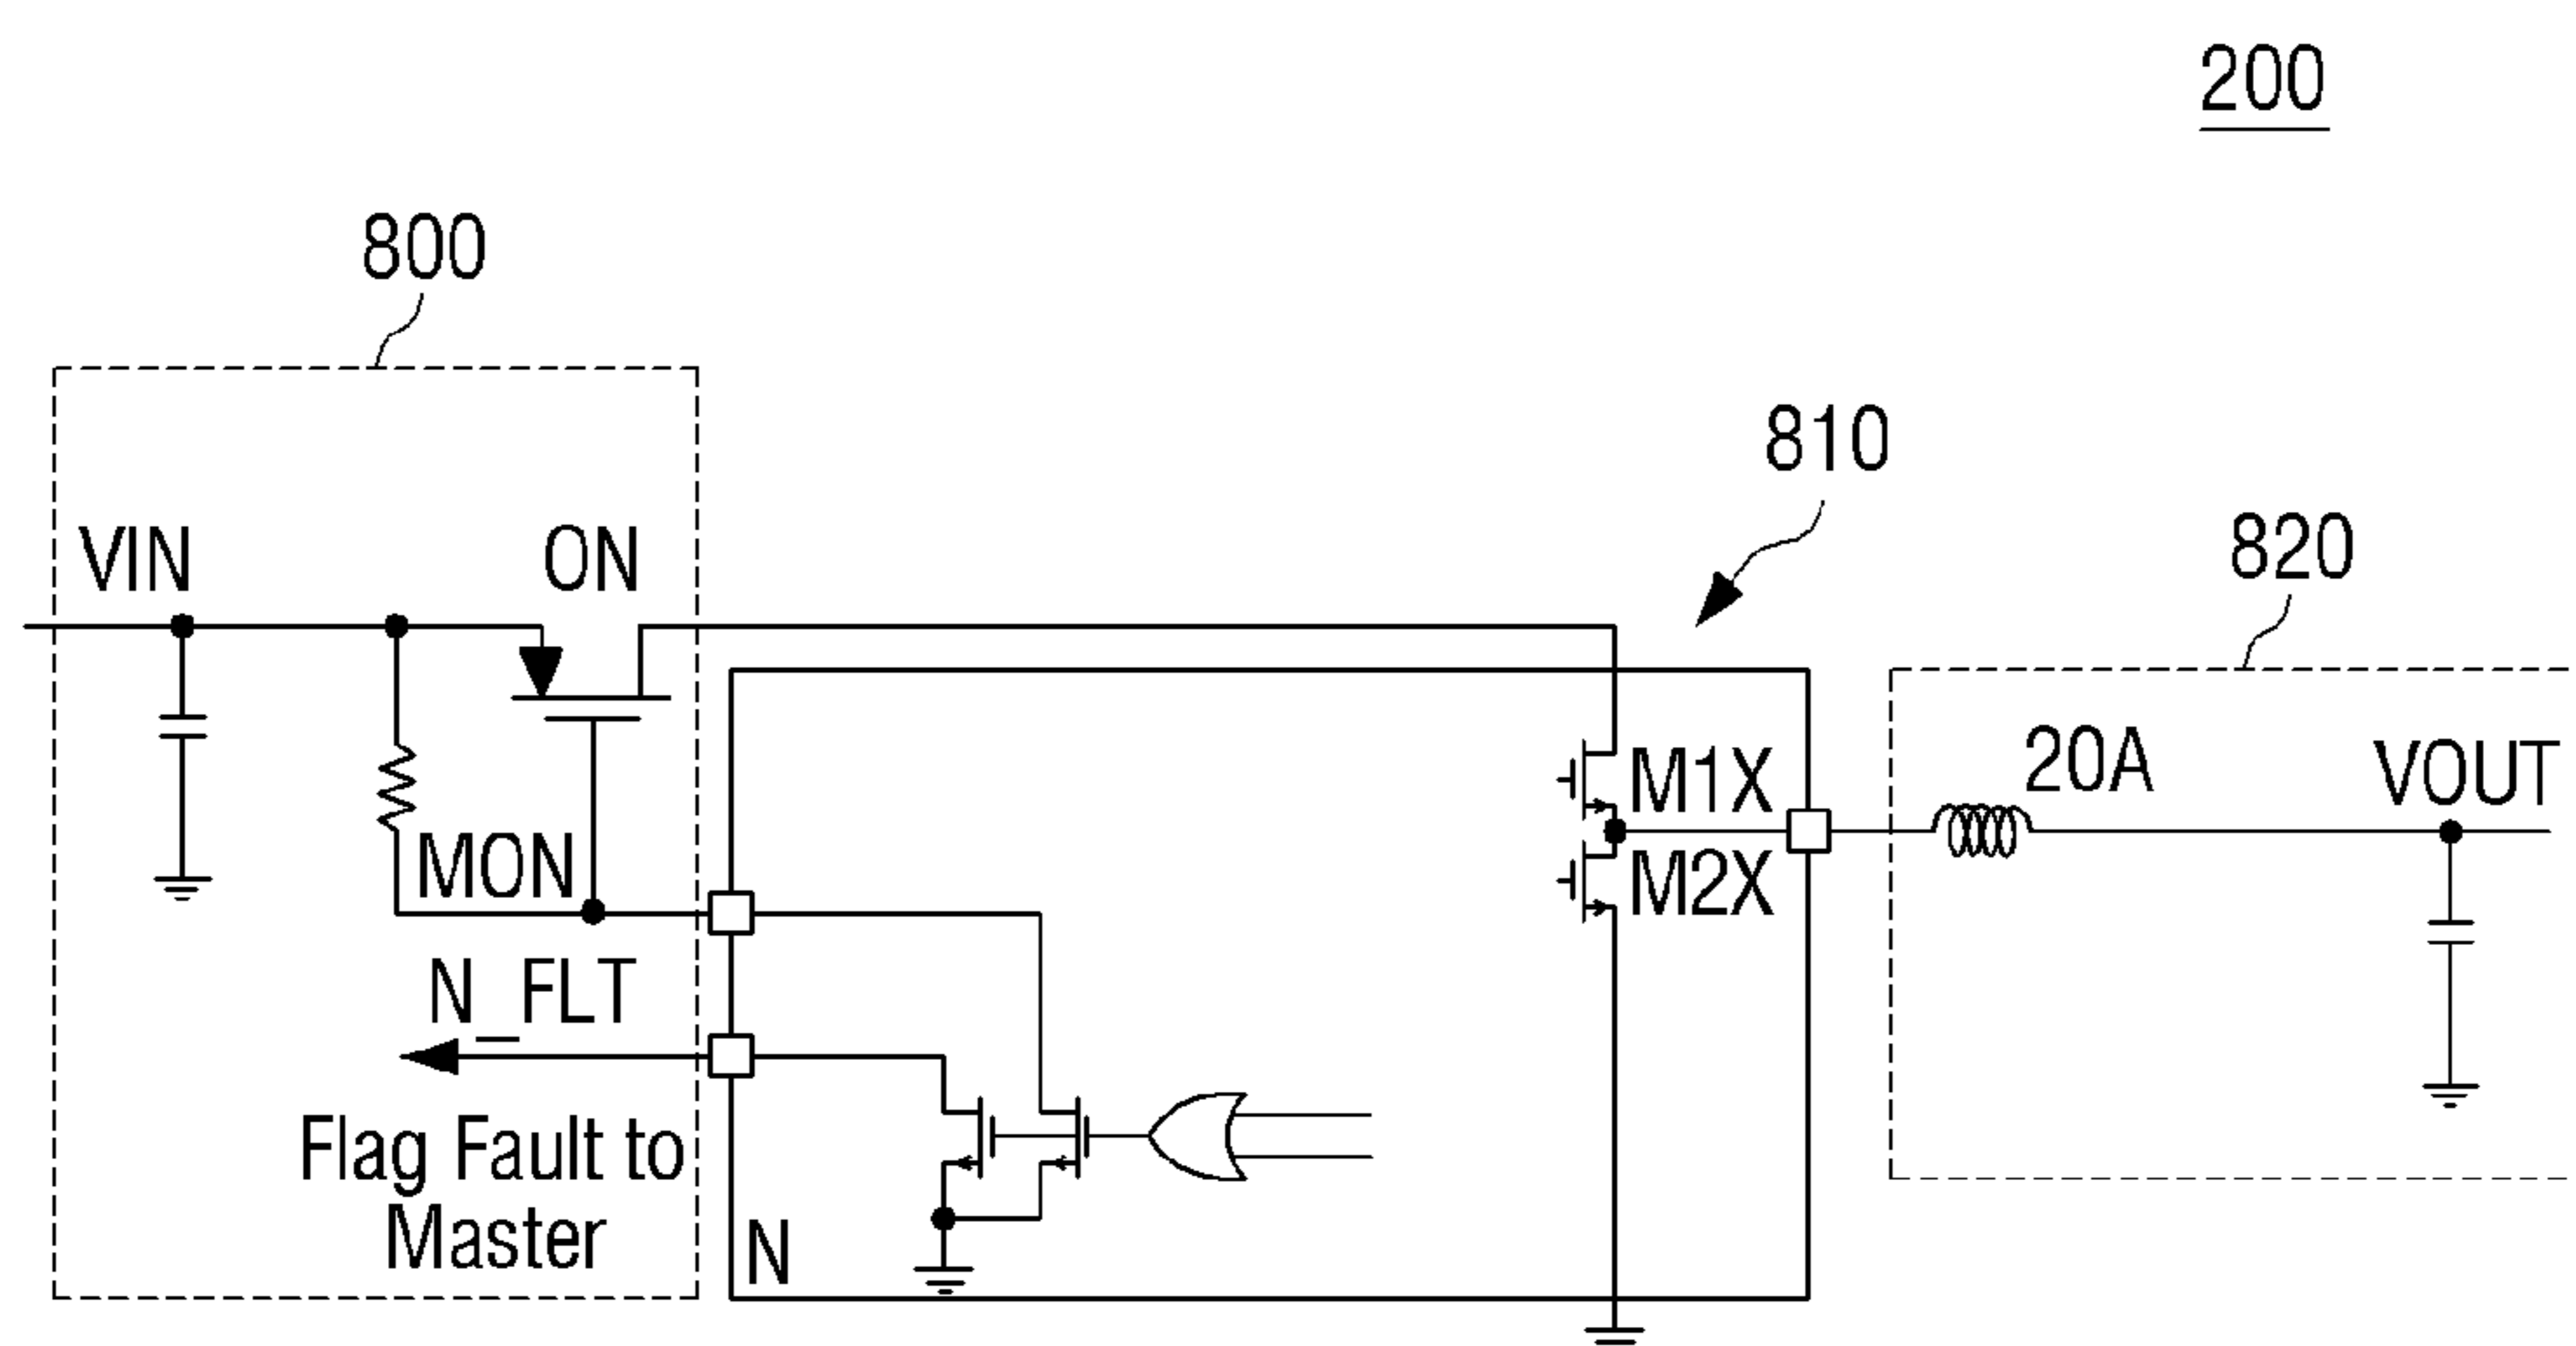 200
800
810
820
VIN
ON
M1X
20A
VOUT
MON
M2X
N_FLT
Flag Fault to
Master
N